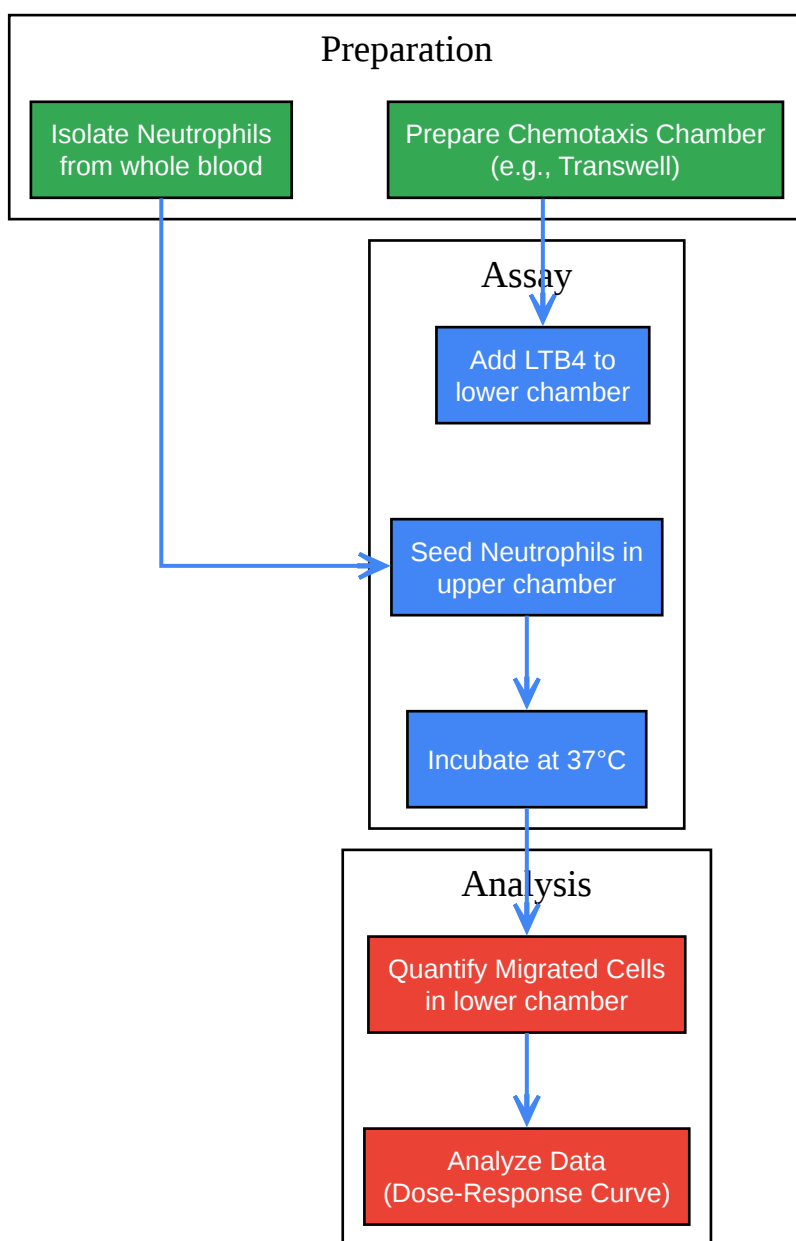 Preparation
Isolate Neutrophils
from whole blood
Prepare Chemotaxis Chamber
(e.g., Transwell)
Assay
Add LTB4 to
lower chamber
Seed Neutrophils in
upper chamber
Incubate at 37°C
Analysis
Quantify Migrated Cells
in lower chamber
Analyze Data
(Dose-Response Curve)